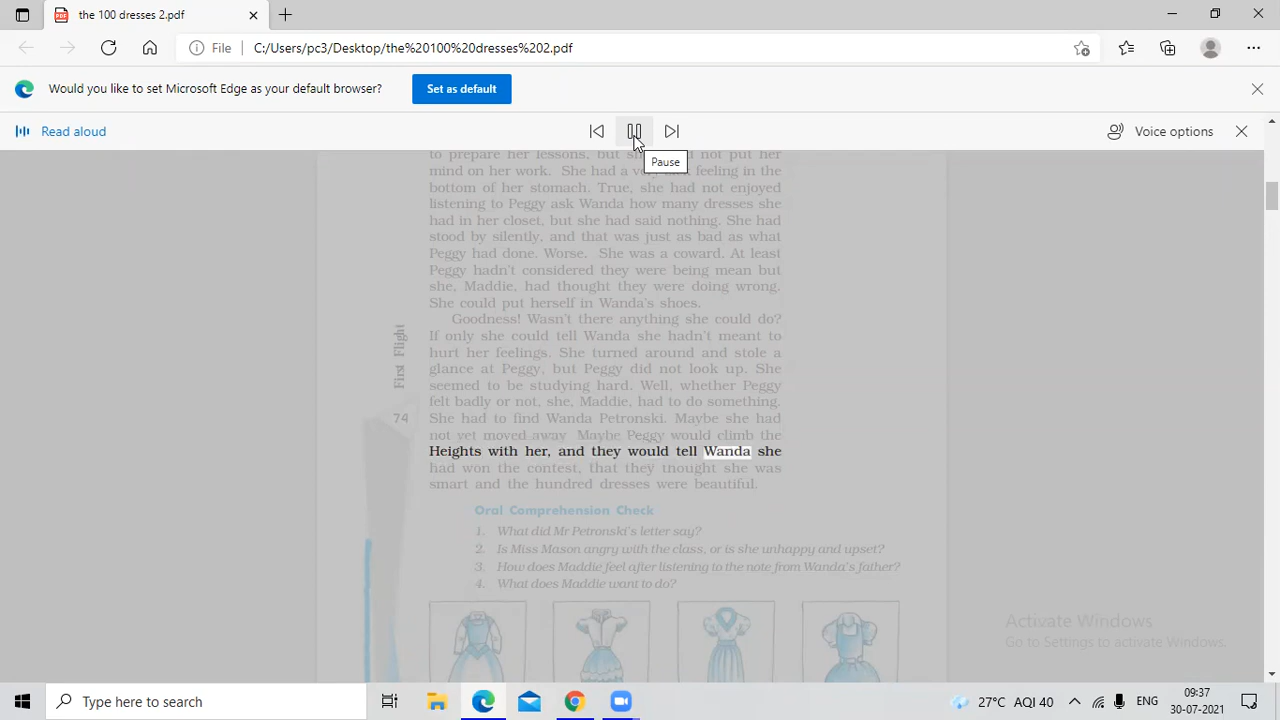 the 100 dresses 2.pdf
File C:/Users/pc3/Desktop/the%20100%20dresses%202.pdf
Would you like to set Microsoft Edge as your default browser? Set as default
Read aloud Voice options
Pause
to prepare her lessons, but she not put her
mind on her work. She had a very feeling in the
bottom of her stomach. True, she had not enjoyed
listening to Peggy ask Wanda how many dresses she
had in her closet, but she had said nothing. She had
stood by silently, and that was just as bad as what
Peggy had done. Worse. She was a coward. At least
Peggy hadn't considered they were being mean but
she, Maddie, had thought they were doing wrong.
She could put herself in Wanda's shoes.
Goodness! Wasn't there anything she could do?
If only she could tell Wanda she hadn't meant to
hurt her feelings. She turned around and stole a
glance at Peggy, but Peggy did not look up. She
seemed to be studying hard. Well, whether Peggy
felt badly or not, she, Maddie, had to do something.
She had to find Wanda Petronski. Maybe she had
not yet moved away. Maybe Peggy would climb the
Heights with her, and they would tell Wanda she
had won the contest, that they thought she was
smart and the hundred dresses were beautiful.
First Flight
74
Oral Comprehension Check
1. What did Mr Petronski's letter say?
2. Is Miss Mason angry with the class, or is she unhappy and upset?
3. How does Maddie feel after listening to the note from Wanda's father?
4. What does Maddie want to do?
Activate Windows
Go to Settings to activate Windows.
Type here to search
27°C AQI 40 ENG
09:37
30-07-2021